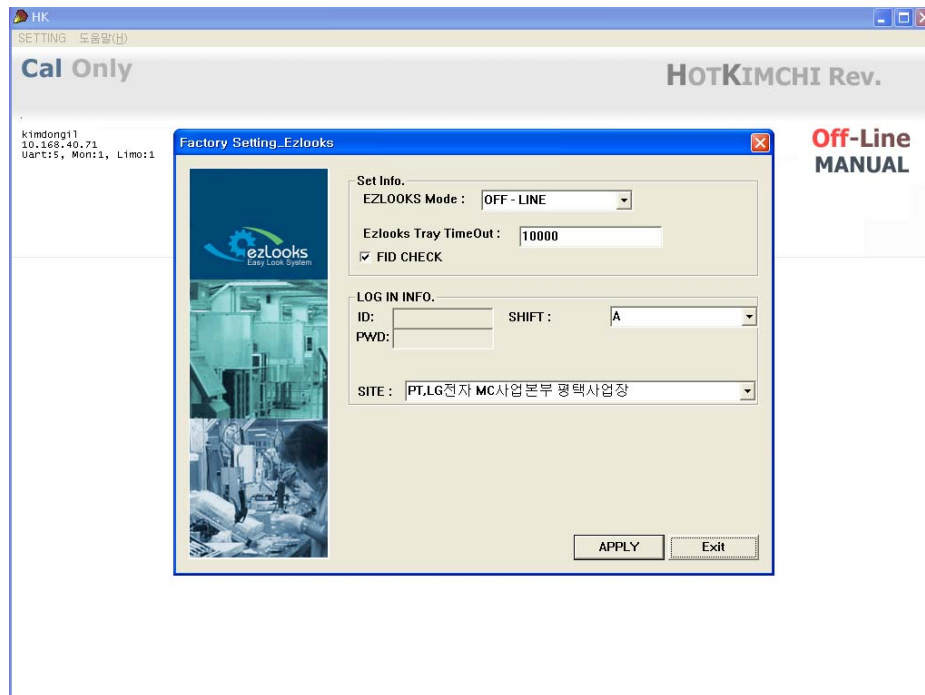 HK
SETTING 도움말(H)
Cal Only
HOTKIMCHI Rev.
kimdongil
10.168.40.71
Uart:5, Mon:1, Limo:1
Off-Line
MANUAL
Factory Setting_Ezlooks
ezLooks
Easy Look System
Set Info.
EZLOOKS Mode : OFF - LINE
Ezlooks Tray TimeOut : 10000
FID CHECK
LOG IN INFO.
ID: SHIFT : A
PWD:
SITE : PT,LG전자 MC사업본부 평택사업장
APPLY Exit